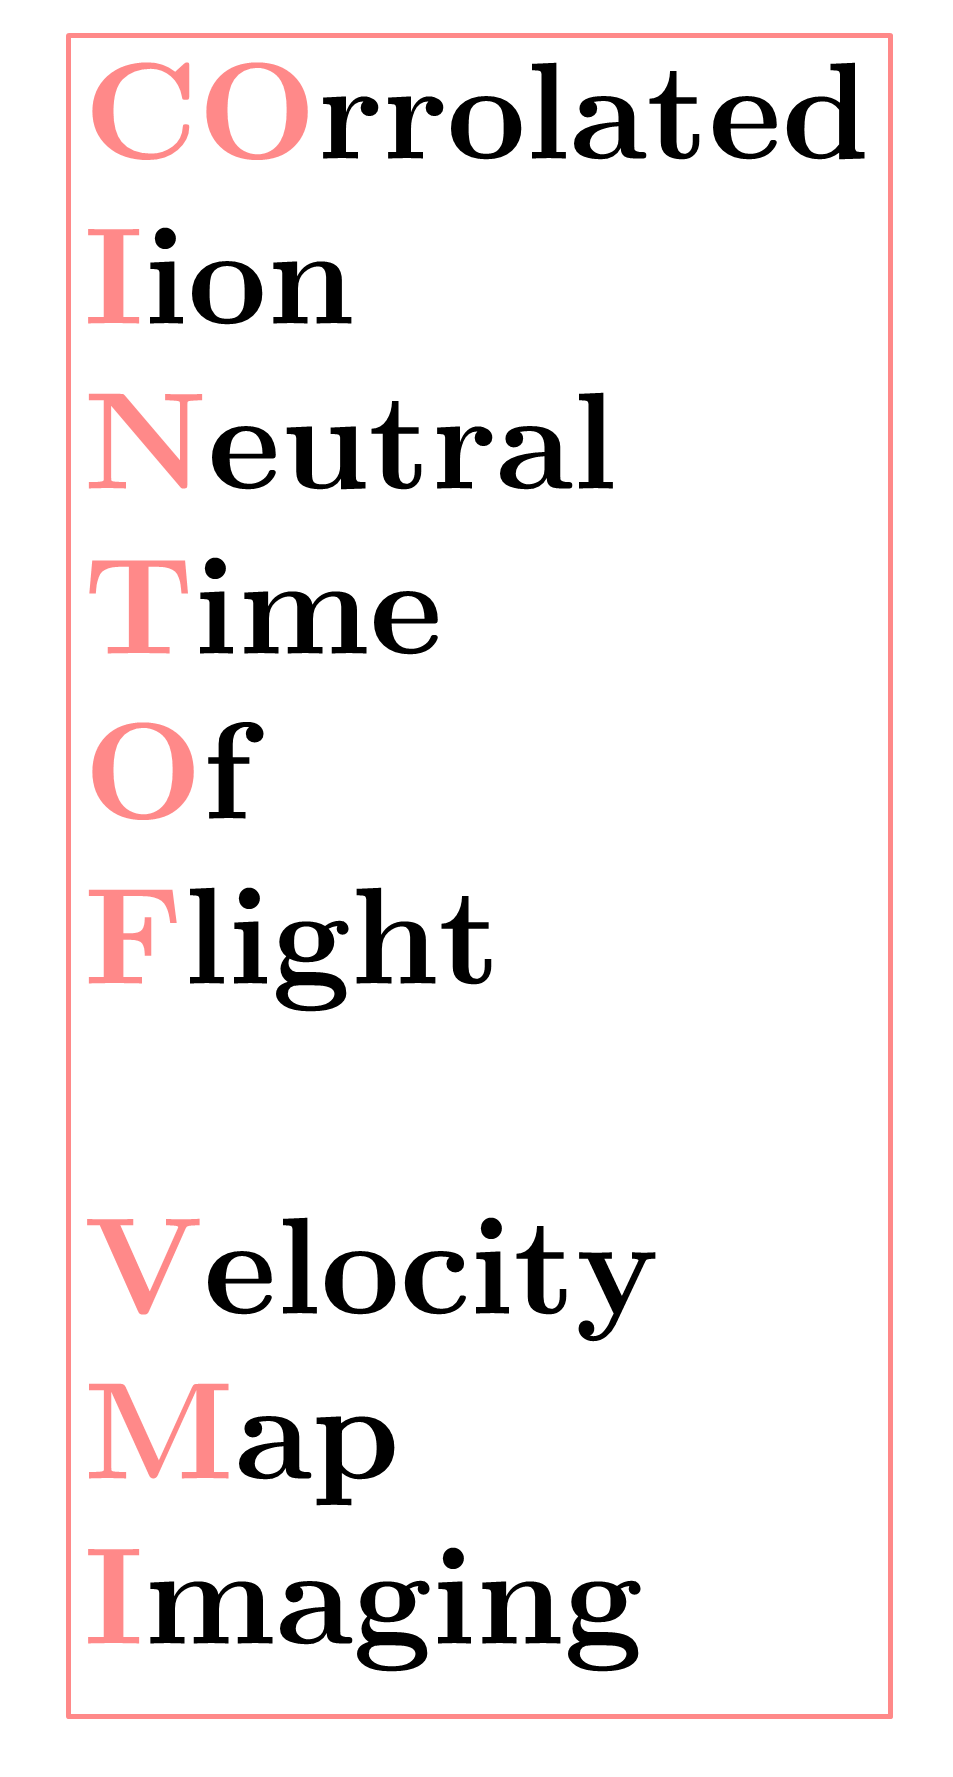 COrrolated
Iion
Neutral
Time
Of
Flight
Velocity
Map
Imaging